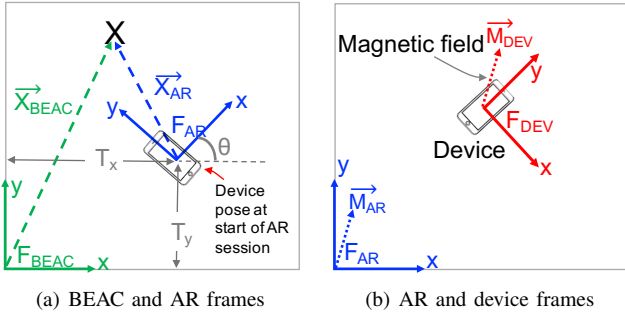 X
X_BEAC
X_AR
y
x
F_AR
θ
T_x
Device
pose at
start of AR
session
T_y
y
F_BEAC
x
(a) BEAC and AR frames
M_DEV
Magnetic field
y
F_DEV
Device
x
y
M_AR
F_AR
x
(b) AR and device frames